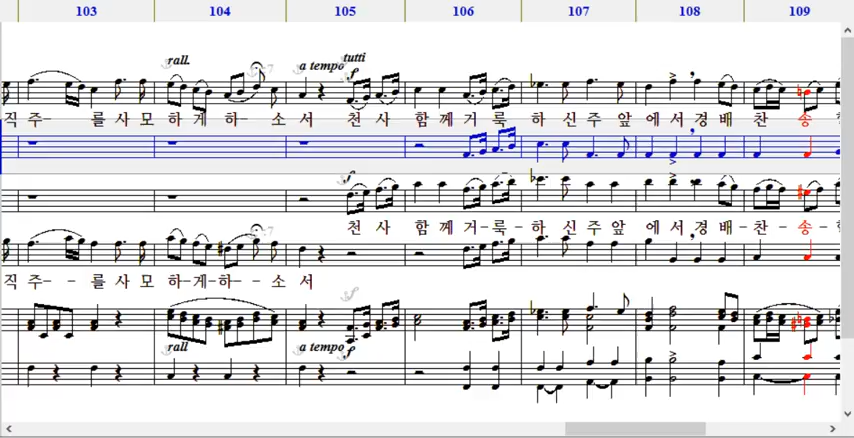 103 104 105 106 107 108 109
rall. a tempo tutti
f
직 주- - 를 사 모 하 게 하- 소 서 천 사 함 께 거 룩 하 신 주 앞 에 서 경 배 찬 송
f
천 사 함 께 거-룩- 하 신 주 앞 에 서 경 배-찬-송-
직 주- - 를 사 모 하-게-하- - 소 서
rall a tempo f